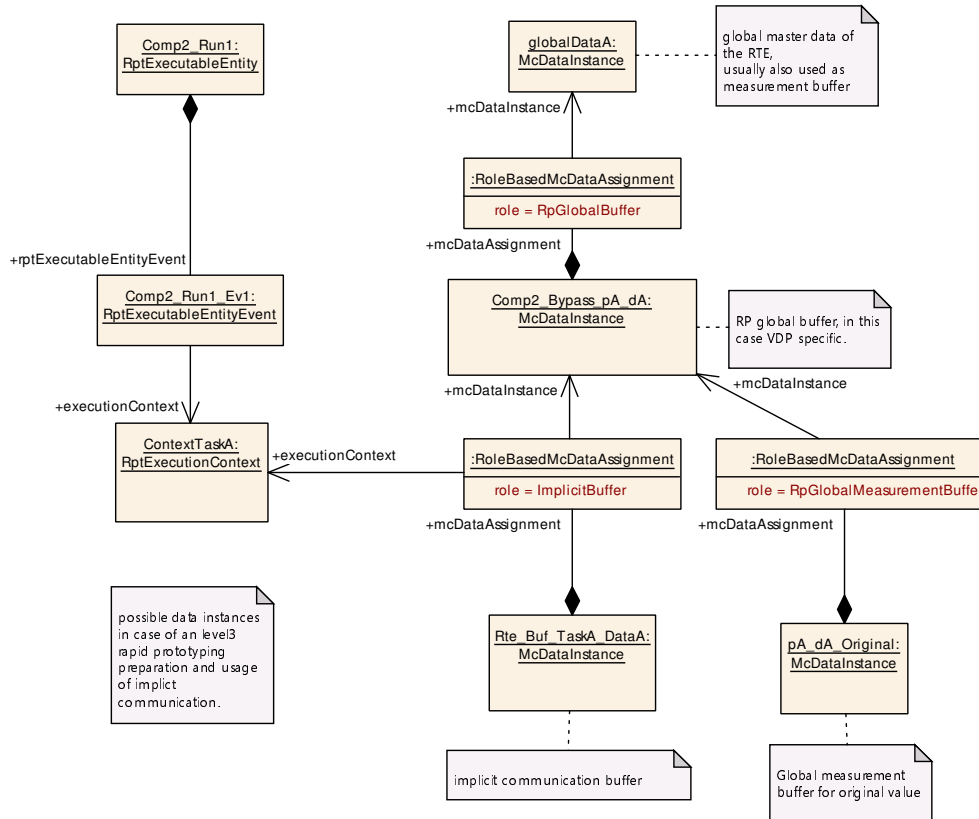 Comp2_Run1:
RptExecutableEntity
globalDataA:
McDataInstance
global master data of
the RTE,
usually also used as
measurement buffer
+mcDataInstance
:RoleBasedMcDataAssignment
role = RpGlobalBuffer
+mcDataAssignment
+rptExecutableEntityEvent
Comp2_Run1_Ev1:
RptExecutableEntityEvent
Comp2_Bypass_pA_dA:
McDataInstance
RP global buffer, in this
case VDP specific.
+mcDataInstance
+mcDataInstance
+executionContext
ContextTaskA:
RptExecutionContext
+executionContext
:RoleBasedMcDataAssignment
role = ImplicitBuffer
:RoleBasedMcDataAssignment
role = RpGlobalMeasurementBuffe
+mcDataAssignment
+mcDataAssignment
possible data instances
in case of an level3
rapid prototyping
preparation and usage
of implict
communication.
Rte_Buf_TaskA_DataA:
McDataInstance
pA_dA_Original:
McDataInstance
implicit communication buffer
Global measurement
buffer for original value